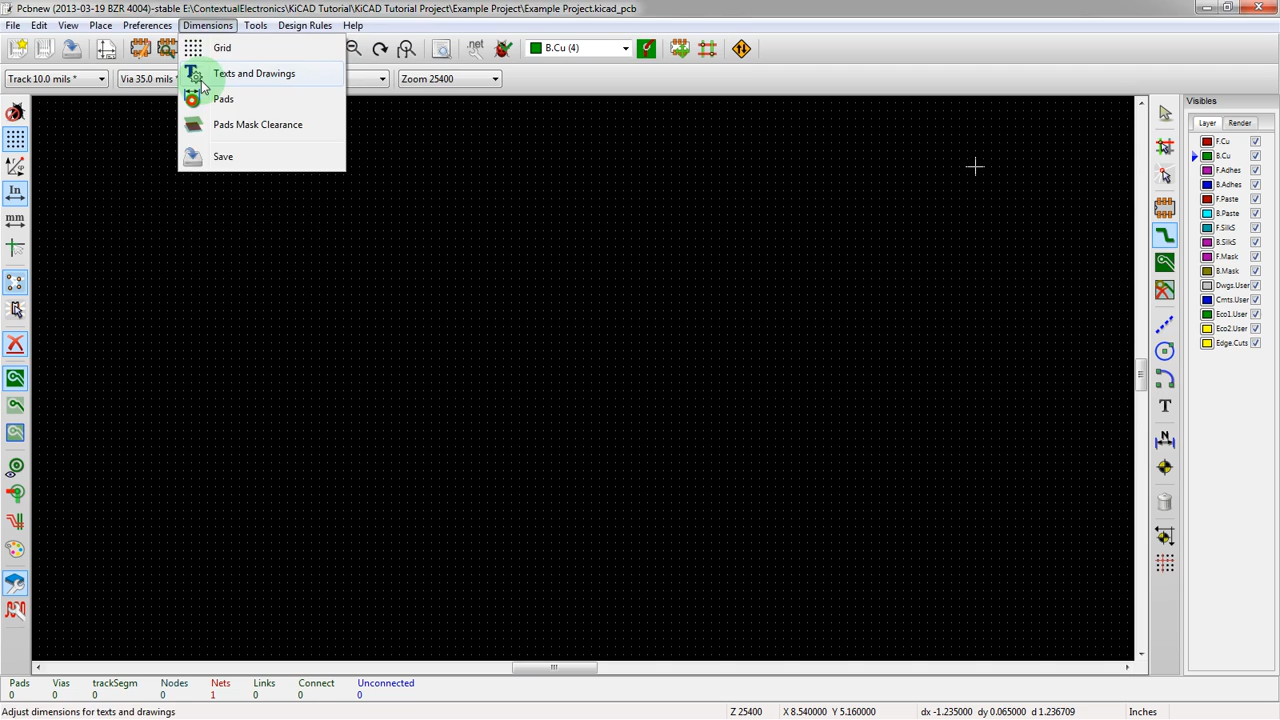 Pcbnew (2013-03-19 BZR 4004)-stable E:\ContextualElectronics\KiCAD Tutorial\KiCAD Tutorial Project\Example Project\Example Project.kicad_pcb
File Edit View Place Preferences Dimensions Tools Design Rules Help
.net B.Cu (4)
Track 10.0 mils * Via 35.0 mils * Zoom 25400
Grid
Texts and Drawings
Pads
Pads Mask Clearance
Save
In
mm
Visibles
Layer Render
F.Cu
B.Cu
F.Adhes
B.Adhes
F.Paste
B.Paste
F.SilkS
B.SilkS
F.Mask
B.Mask
Dwgs.User
Cmts.User
Eco1.User
Eco2.User
Edge.Cuts
T
N
Pads Vias trackSegm Nodes Nets Links Connect Unconnected
0 0 0 0 1 0 0 0
Adjust dimensions for texts and drawings Z 25400 X 8.540000 Y 5.160000 dx -1.235000 dy 0.065000 d 1.236709 Inches